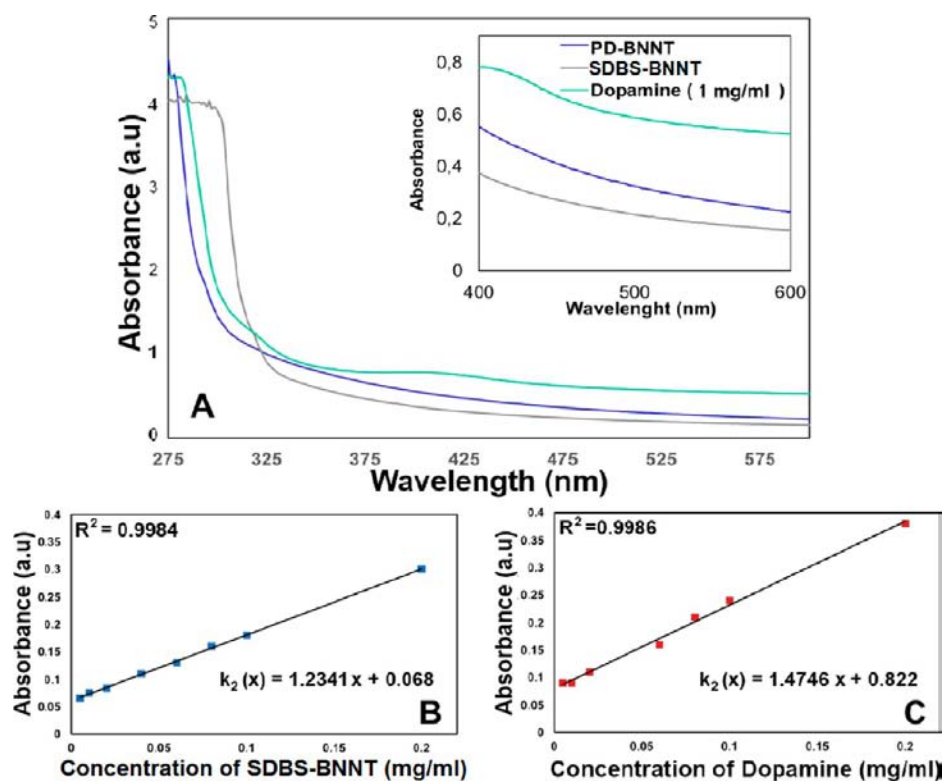 Absorbance (a.u)
5
4
3
2
1
0
275
325
375
425
475
525
575
Wavelength (nm)
A
PD-BNNT
SDBS-BNNT
Dopamine ( 1 mg/ml )
Absorbance
0,8
0,6
0,4
0,2
0
400
500
600
Wavelenght (nm)
Absorbance (a.u)
0.4
0.35
0.3
0.25
0.2
0.15
0.1
0.05
0
R² = 0.9984
k₂ (x) = 1.2341 x + 0.068
B
0
0.05
0.1
0.15
0.2
Concentration of SDBS-BNNT (mg/ml)
Absorbance (a.u)
0.4
0.35
0.3
0.25
0.2
0.15
0.1
0.05
0
R² =0.9986
k₂ (x) = 1.4746 x + 0.822
C
0
0.1
0.2
Concentration of Dopamine (mg/ml)